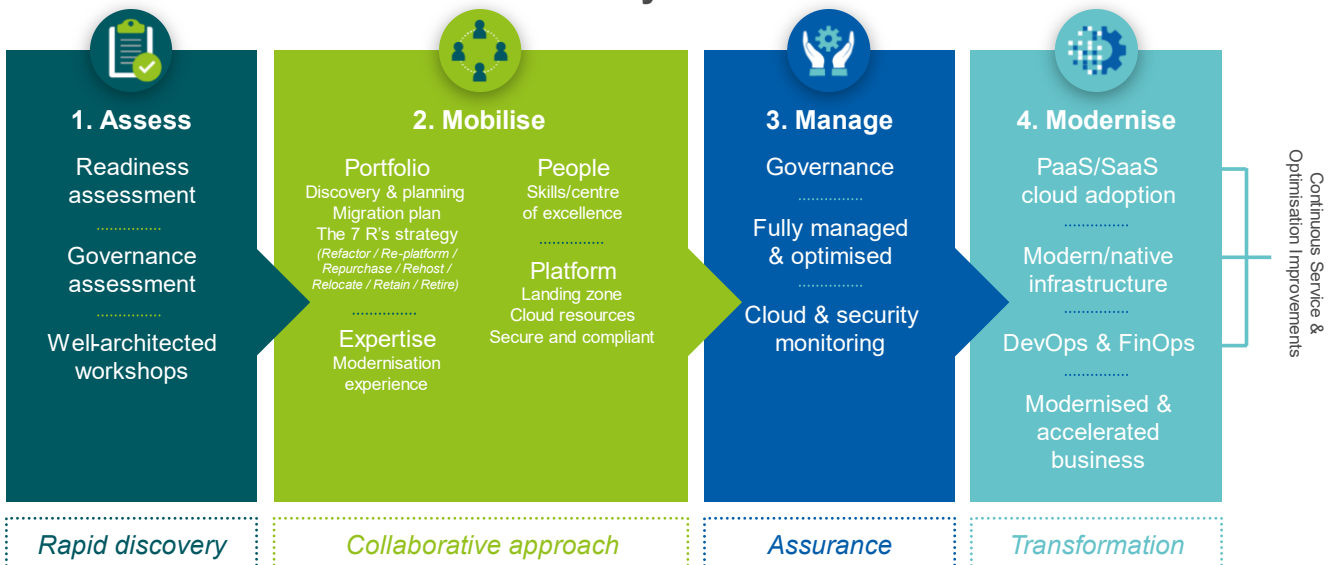 1. Assess
Readiness
assessment
Governance
assessment
Well-architected
workshops
2. Mobilise
Portfolio
Discovery & planning
Migration plan
The 7 R's strategy
(Refactor / Re-platform /
Repurchase / Rehost /
Relocate / Retain / Retire)
Expertise
Modernisation
experience
People
Skills/centre
of excellence
Platform
Landing zone
Cloud resources
Secure and compliant
3. Manage
Governance
Fully managed
& optimised
Cloud & security
monitoring
4. Modernise
PaaS/SaaS
cloud adoption
Modern/native
infrastructure
DevOps & FinOps
Modernised &
accelerated
business
Continuous Service &
Optimisation Improvements
Rapid discovery
Collaborative approach
Assurance
Transformation